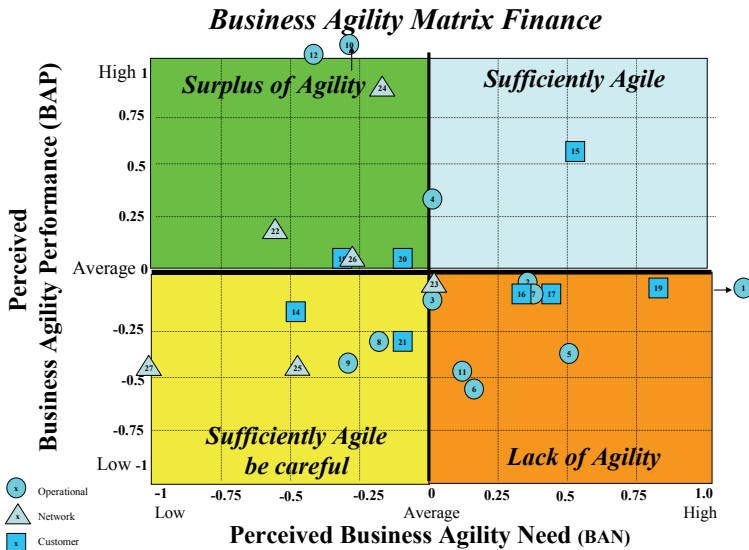 Business Agility Matrix Finance
Perceived
Business Agility Performance (BAP)
High 1
0.75
0.5
0.25
Average 0
-0.25
-0.5
-0.75
Low -1
Surplus of Agility
Sufficiently Agile
Sufficiently Agile
be careful
Lack of Agility
12
10
24
15
4
22
26
20
23
3
2
16
7
17
19
1
14
8
21
27
25
9
11
6
5
-1
-0.75
-0.5
-0.25
0
0.25
0.5
0.75
1.0
Low
Average
High
Perceived Business Agility Need (BAN)
x Operational
x Network
x Customer